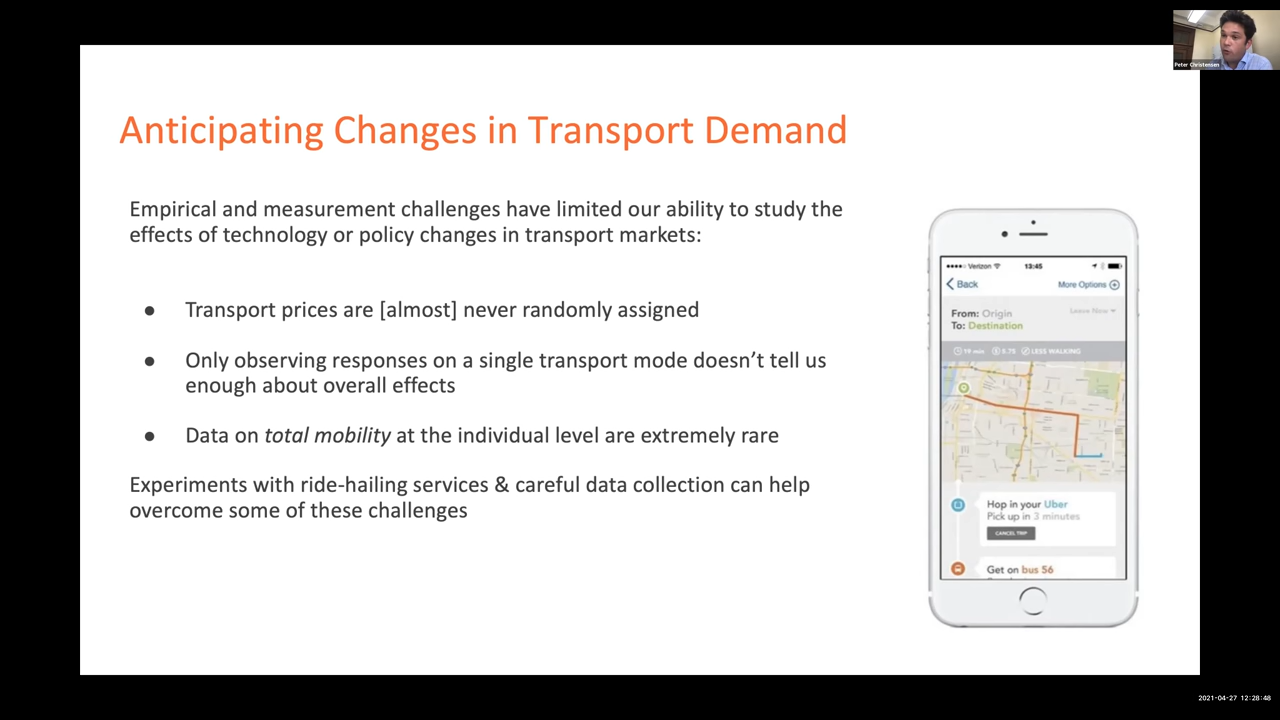 Peter Christensen
Anticipating Changes in Transport Demand
Empirical and measurement challenges have limited our ability to study the
effects of technology or policy changes in transport markets:
● Transport prices are [almost] never randomly assigned
● Only observing responses on a single transport mode doesn’t tell us
enough about overall effects
● Data on total mobility at the individual level are extremely rare
Experiments with ride-hailing services & careful data collection can help
overcome some of these challenges
Verizon 13:45
Back More Options
From: Origin Leave Now
To: Destination
19 min 5.75 LESS WALKING
Hop in your Uber
Pick up in 3 minutes
CANCEL TRIP
Get on bus 56
2021-04-27 12:28:48